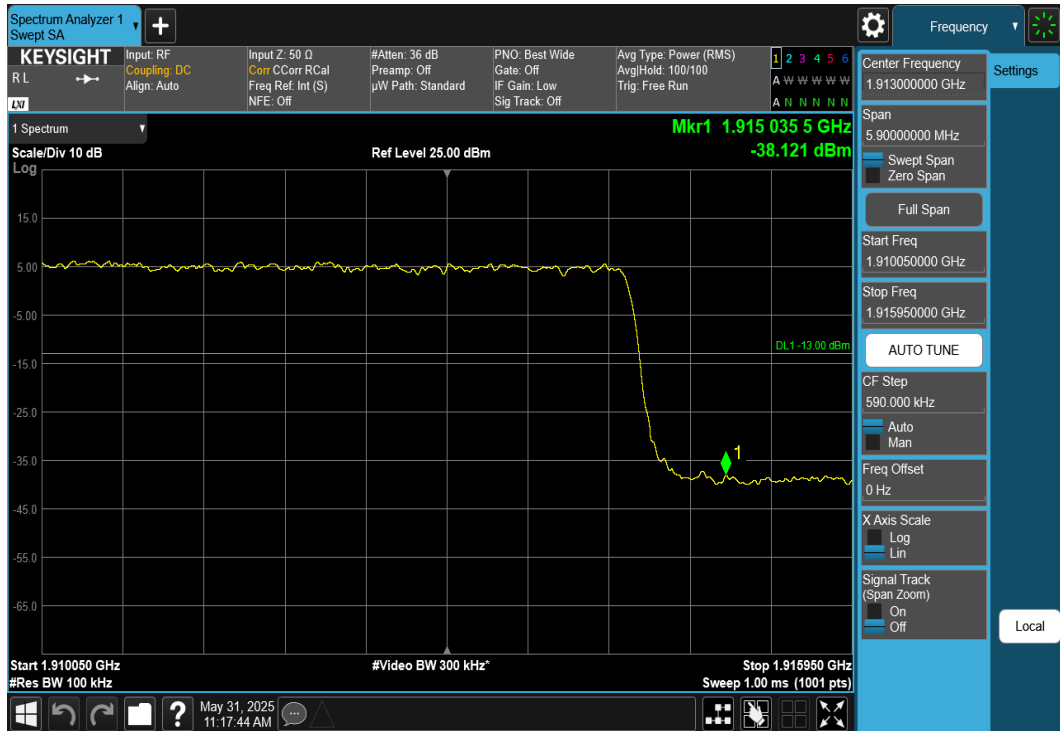 Spectrum Analyzer 1
Swept SA
KEYSIGHT
R L
LXI
Input: RF
Coupling: DC
Align: Auto
Input Z: 50 Ω
Corr CCorr RCal
Freq Ref: Int (S)
NFE: Off
#Atten: 36 dB
Preamp: Off
µW Path: Standard
PNO: Best Wide
Gate: Off
IF Gain: Low
Sig Track: Off
Avg Type: Power (RMS)
Avg|Hold: 100/100
Trig: Free Run
1 2 3 4 5 6
A W W W W W
A N N N N N
1 Spectrum
Scale/Div 10 dB
Log
Ref Level 25.00 dBm
Mkr1 1.915 035 5 GHz
-38.121 dBm
15.0
5.00
-5.00
-15.0
-25.0
-35.0
-45.0
-55.0
-65.0
DL1 -13.00 dBm
1
Start 1.910050 GHz
#Res BW 100 kHz
#Video BW 300 kHz*
Stop 1.915950 GHz
Sweep 1.00 ms (1001 pts)
May 31, 2025
11:17:44 AM
?
Frequency
Settings
Center Frequency
1.913000000 GHz
Span
5.90000000 MHz
Swept Span
Zero Span
Full Span
Start Freq
1.910050000 GHz
Stop Freq
1.915950000 GHz
AUTO TUNE
CF Step
590.000 kHz
Auto
Man
Freq Offset
0 Hz
X Axis Scale
Log
Lin
Signal Track
(Span Zoom)
On
Off
Local